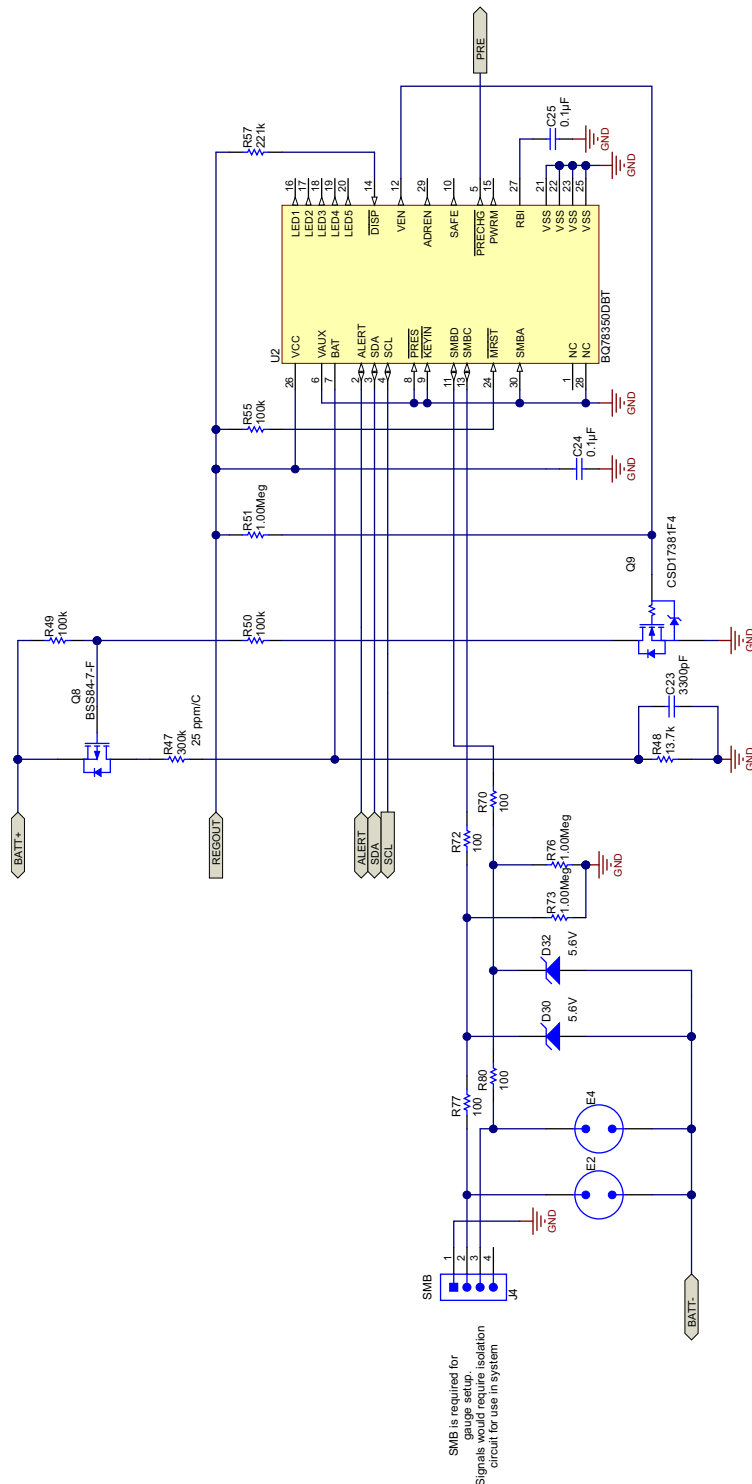 BATT+
REGOUT
ALERT
SDA
SCL
PRE
BATT-
Q8
BSS84-7-F
R49
100k
R47
300k
25 ppm/C
R50
100k
R51
1.00Meg
R55
100k
R57
221k
U2
BQ78350DBT
VCC
VAUX
BAT
ALERT
SDA
SCL
PRES
KEYIN
SMBD
SMBC
MRST
SMBA
NC
NC
26
6
7
2
3
4
8
9
11
13
24
30
1
28
LED1
LED2
LED3
LED4
LED5
DISP
VEN
ADREN
SAFE
PRECHG
PWRM
RBI
VSS
VSS
VSS
VSS
16
17
18
19
20
14
12
29
10
5
15
27
21
22
23
25
C25
0.1µF
GND
GND
GND
C24
0.1µF
GND
Q9
CSD17381F4
GND
C23
3300pF
R48
13.7k
GND
R72
100
R70
100
R76
1.00Meg
R73
1.00Meg
GND
D32
5.6V
D30
5.6V
R77
100
R80
100
E4
E2
GND
SMB
1
2
3
4
J4
SMB is required for
gauge setup.
Signals would require isolation
circuit for use in system